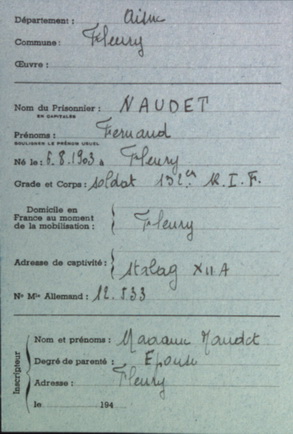 Département : Aisne
Commune : Fleury
Œuvre :
Nom du Prisonnier : NAUDET
EN CAPITALES
Prénoms : Fernand
SOULIGNER LE PRÉNOM USUEL
Né le : 6.8.1903 à Fleury
Grade et Corps : soldat R.I.F.
Domicile en
France au moment
de la mobilisation : Fleury
Adresse de captivité : Stalag XII A
No Mle Allemand : 12.533
Inscripteur
Nom et prénoms : Madame Naudet
Degré de parenté : Epouse
Adresse : Fleury
le 194